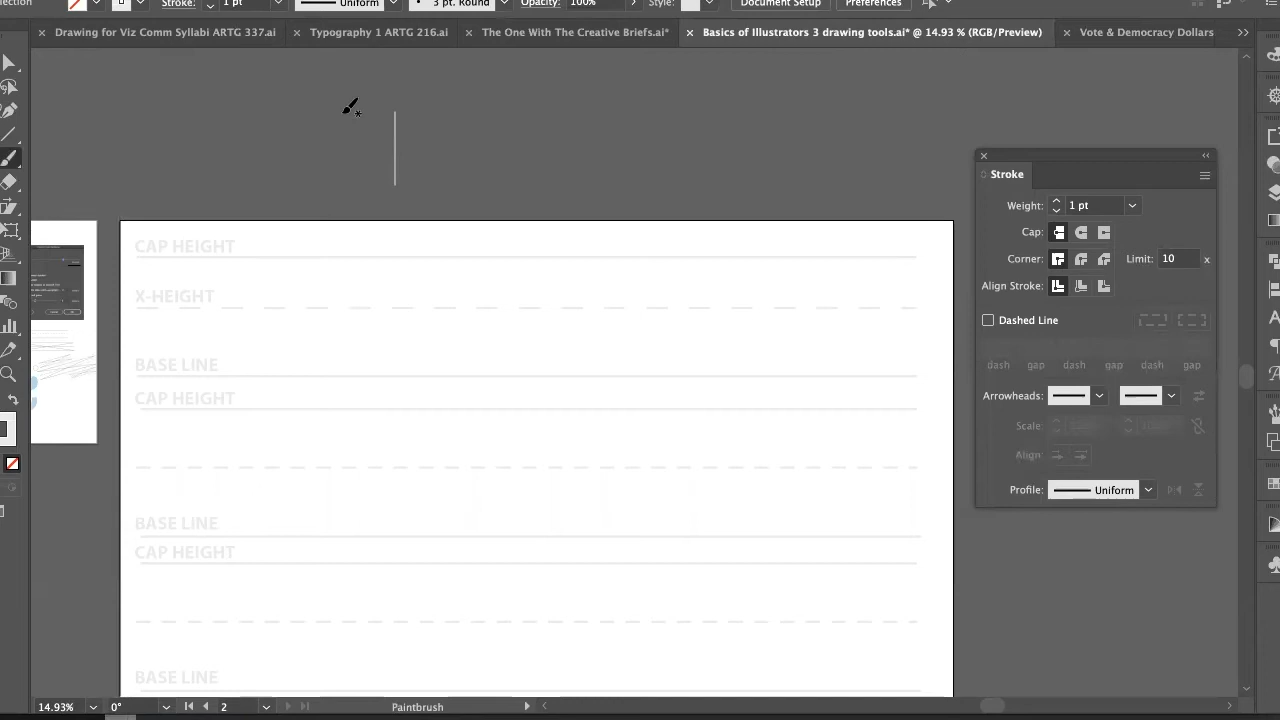 lection Stroke: 1 pt Uniform 3 pt. Round Opacity: 100% Style: Document Setup Preferences
Drawing for Viz Comm Syllabi ARTG 337.ai Typography 1 ARTG 216.ai The One With The Creative Briefs.ai* Basics of Illustrators 3 drawing tools.ai* @ 14.93 % (RGB/Preview) Vote & Democracy Dollars
Stroke
Weight: 1 pt
Cap:
Corner: Limit: 10 x
Align Stroke:
Dashed Line
dash gap dash gap dash gap
Arrowheads:
Scale:
Align:
Profile: Uniform
CAP HEIGHT
X-HEIGHT
BASE LINE
CAP HEIGHT
BASE LINE
CAP HEIGHT
BASE LINE
14.93% 0° 2 Paintbrush